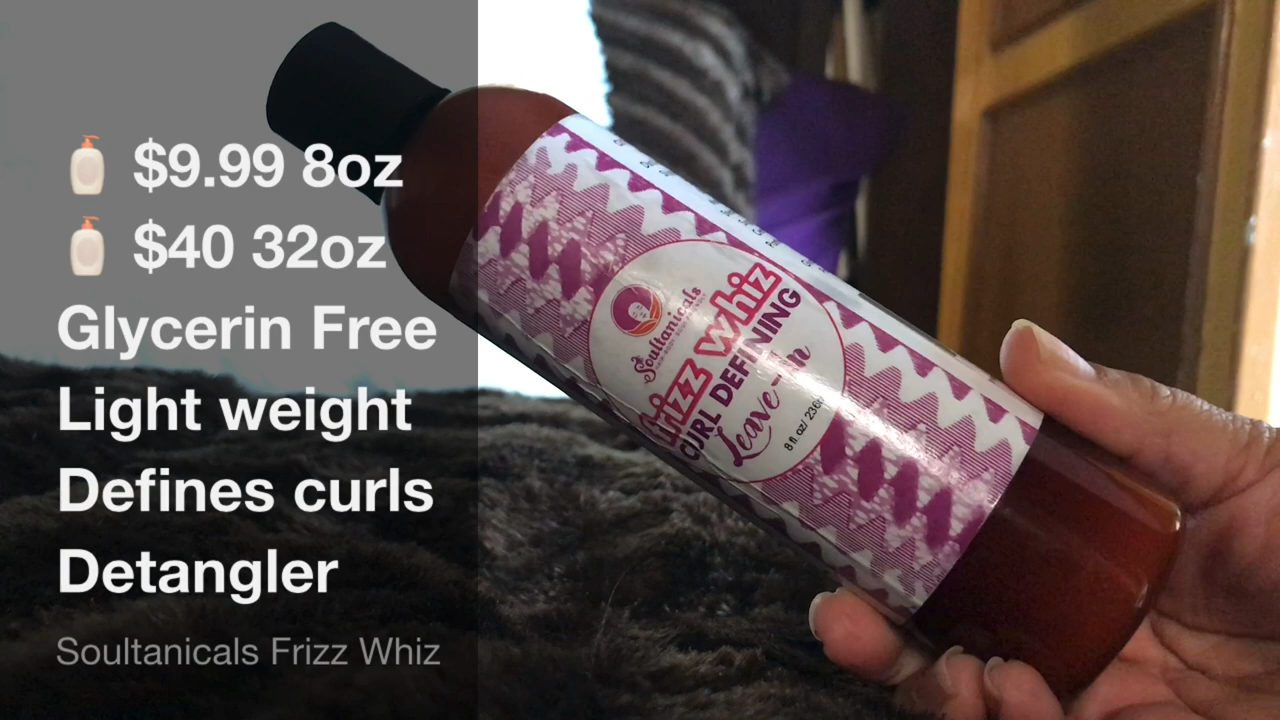 $9.99 8oz
$40 32oz
Glycerin Free
Light weight
Defines curls
Detangler
Soultanicals Frizz Whiz
Soultanicals
frizz whiz
CURL DEFINING
Leave-in
8 fl oz/ 236